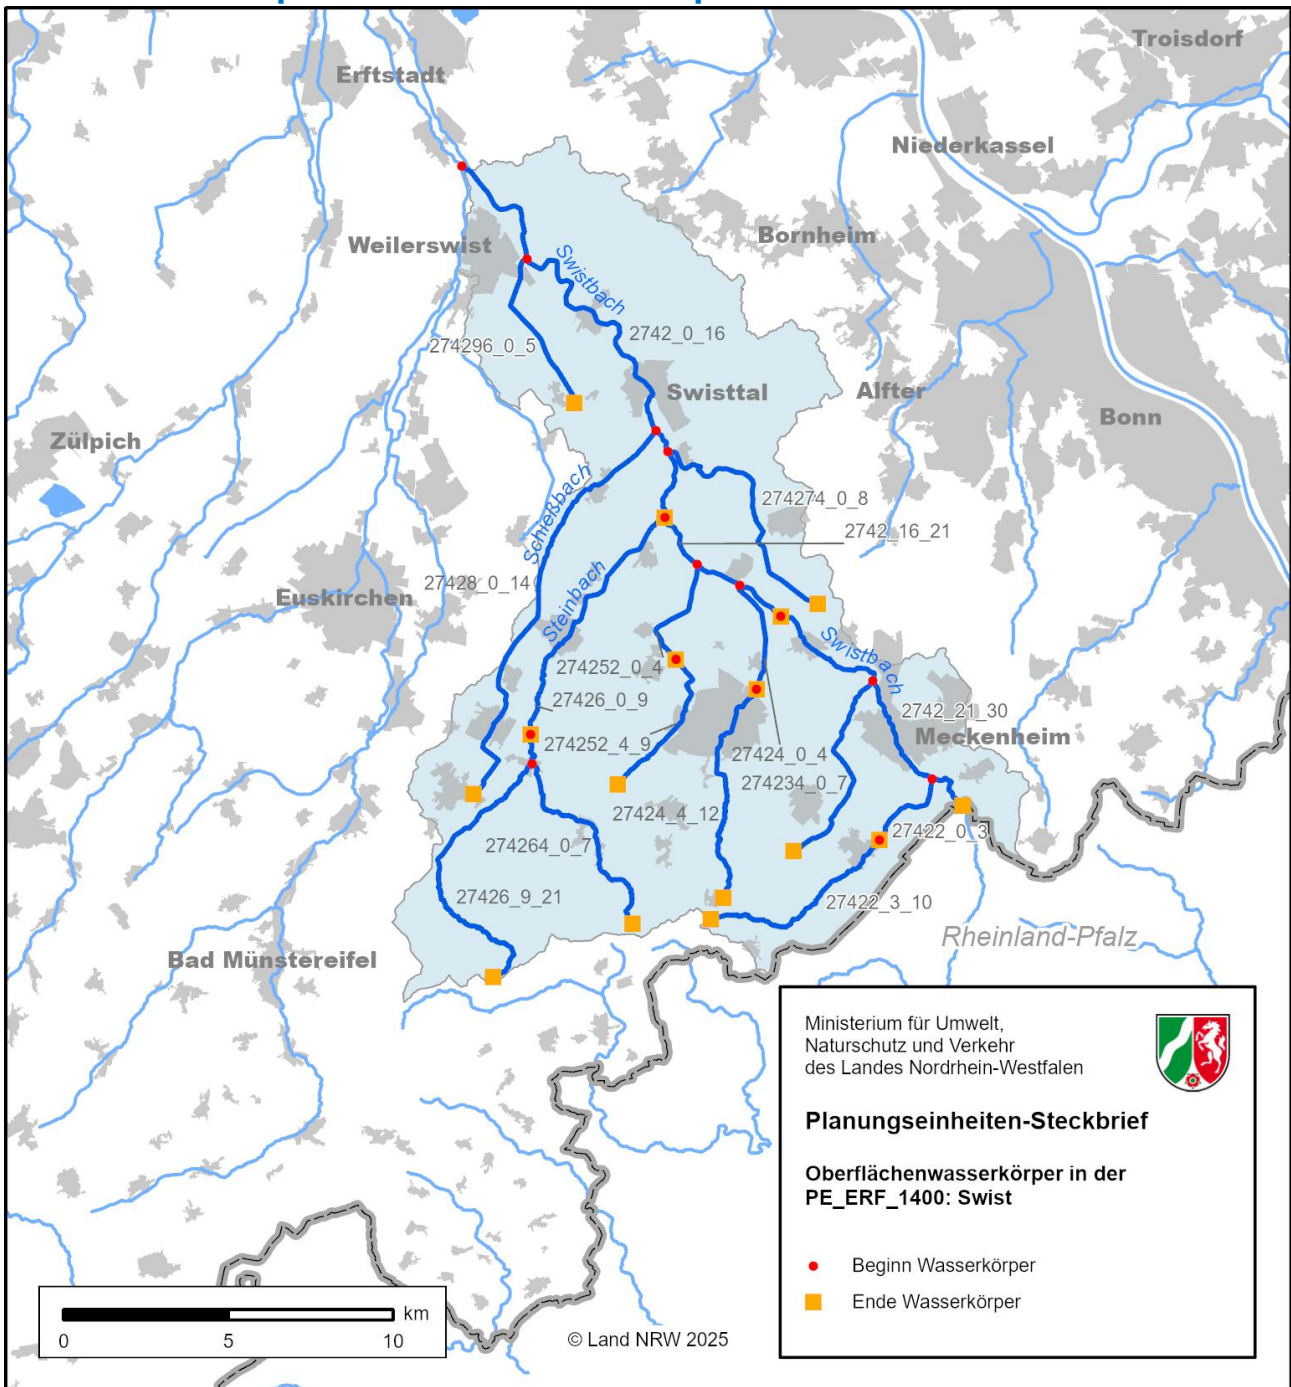 Troisdorf
Erftstadt
Niederkassel
Bornheim
Weilerswist
Swistbach
2742_0_16
274296_0_5
Swisttal
Alfter
Bonn
Zülpich
Schießbach
274274_0_8
2742_16_21
Euskirchen
27428_0_14
Steinbach
Swistbach
274252_0_4
27426_0_9
2742_21_30
Meckenheim
274252_4_9
27424_0_4
274234_0_7
27424_4_12
27422_0_3
274264_0_7
27426_9_21
27422_3_10
Rheinland-Pfalz
Bad Münstereifel
Ministerium für Umwelt,
Naturschutz und Verkehr
des Landes Nordrhein-Westfalen
Planungseinheiten-Steckbrief
Oberflächenwasserkörper in der
PE_ERF_1400: Swist
Beginn Wasserkörper
Ende Wasserkörper
km
0 5 10
© Land NRW 2025